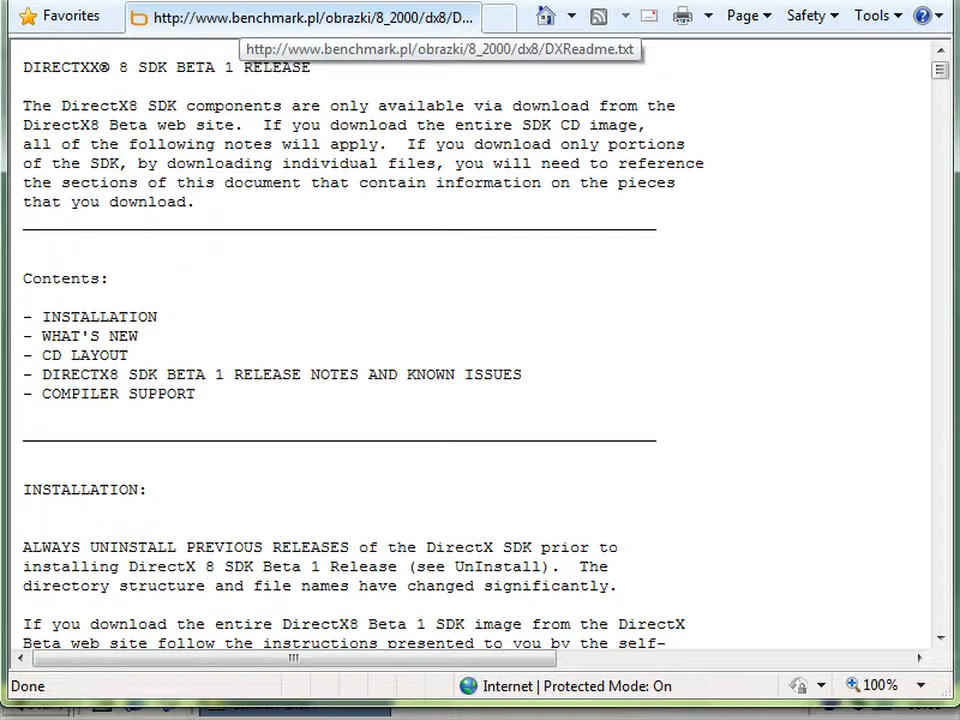 Favorites
http://www.benchmark.pl/obrazki/8_2000/dx8/D...
Page
Safety
Tools
http://www.benchmark.pl/obrazki/8_2000/dx8/DXReadme.txt
DIRECTXX® 8 SDK BETA 1 RELEASE
The DirectX8 SDK components are only available via download from the
DirectX8 Beta web site.  If you download the entire SDK CD image,
all of the following notes will apply.  If you download only portions
of the SDK, by downloading individual files, you will need to reference
the sections of this document that contain information on the pieces
that you download.
Contents:
- INSTALLATION
- WHAT'S NEW
- CD LAYOUT
- DIRECTX8 SDK BETA 1 RELEASE NOTES AND KNOWN ISSUES
- COMPILER SUPPORT
INSTALLATION:
ALWAYS UNINSTALL PREVIOUS RELEASES of the DirectX SDK prior to
installing DirectX 8 SDK Beta 1 Release (see UnInstall).  The
directory structure and file names have changed significantly.
If you download the entire DirectX8 Beta 1 SDK image from the DirectX
Beta web site follow the instructions presented to you by the self-
Done
Internet | Protected Mode: On
100%